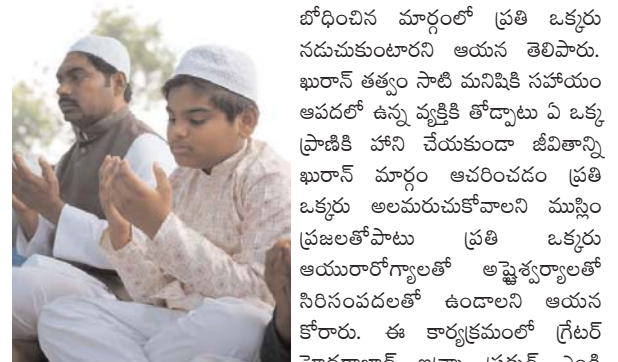 బోధించిన మార్గంలో ప్రతి ఒక్కరు
నడుచుకుంటారని ఆయన తెలిపారు.
ఖురాన్ తత్వం సాటి మనిషికి సహాయం
ఆపదలో ఉన్న వ్యక్తికి తోడ్పాటు ఏ ఒక్క
ప్రాణికి హాని చేయకుండా జీవితాన్ని
ఖురాన్ మార్గం ఆచరించడం ప్రతి
ఒక్కరు అలమరుచుకోవాలని ముస్లిం
ప్రజలతోపాటు ప్రతి ఒక్కరు
ఆయురారోగ్యాలతో అష్టైశ్వర్యాలతో
సిరిసంపదలతో ఉండాలని ఆయన
కోరారు. ఈ కార్యక్రమంలో గ్రేటర్